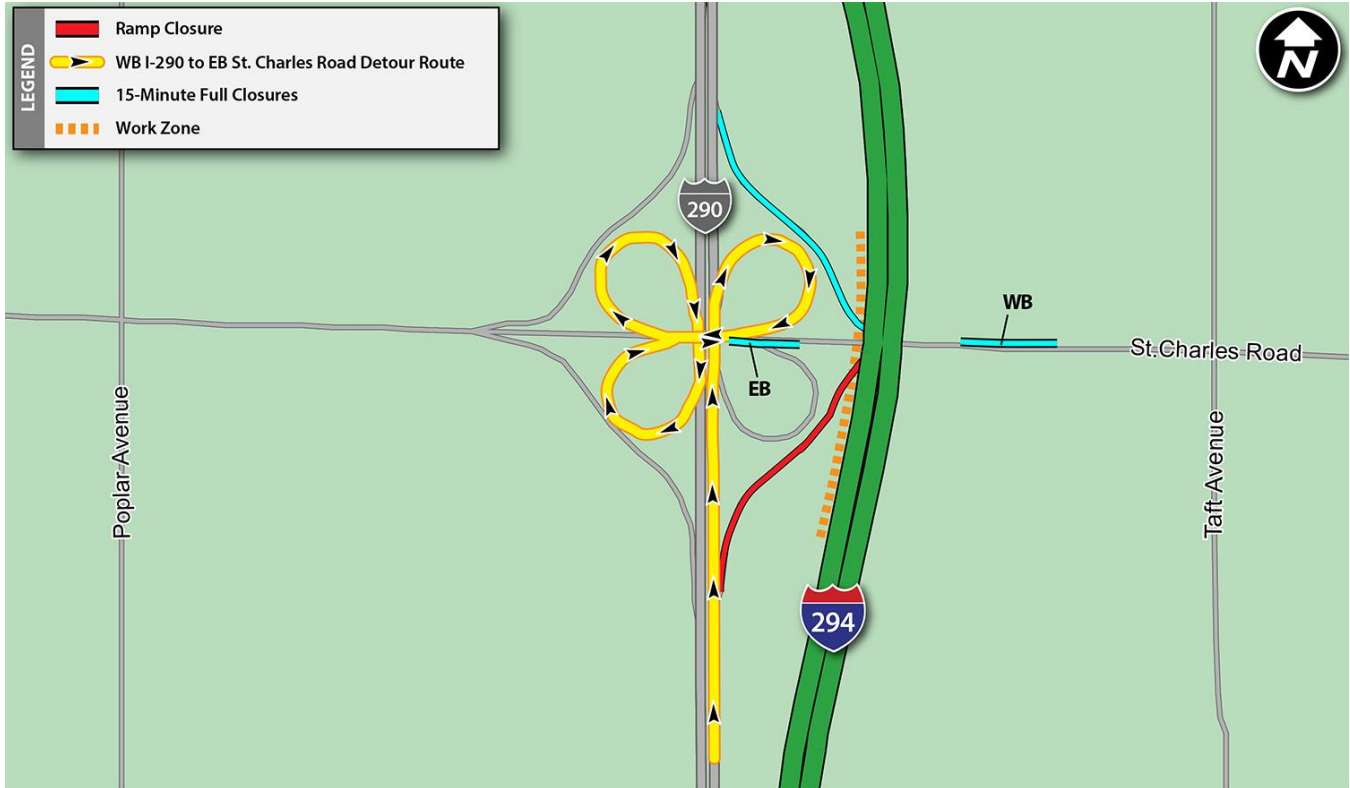 LEGEND
Ramp Closure
WB I-290 to EB St. Charles Road Detour Route
15-Minute Full Closures
Work Zone
N
290
WB
St.Charles Road
EB
Poplar Avenue
Taft Avenue
294